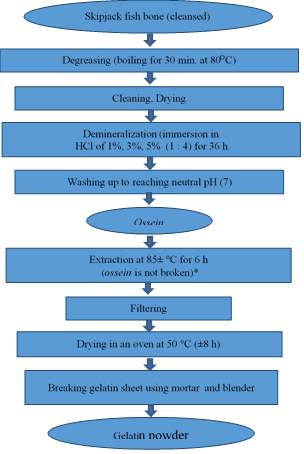 Skipjack fish bone (cleansed)
Degreasing (boiling for 30 min. at 80⁰C)
Cleaning, Drying
Demineralization (immersion in
HCl of 1%, 3%, 5% (1 : 4) for 36 h.
Washing up to reaching neutral pH (7)
Ossein
Extraction at 85± °C for 6 h
(ossein is not broken)*
Filtering
Drying in an oven at 50 °C (±8 h)
Breaking gelatin sheet using mortar and blender
Gelatin powder